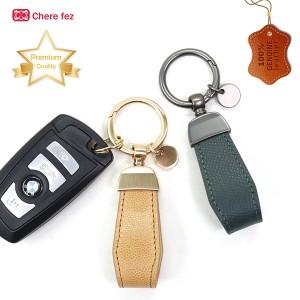 Chere fez
Premium
Quality
100%
GENUINE
leather